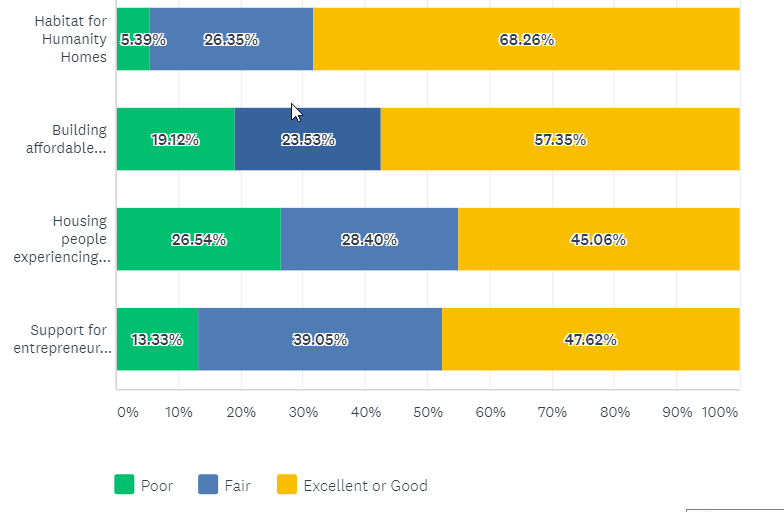 Habitat for
Humanity
Homes
5.39% 26.35% 68.26%
Building
affordable...
19.12% 23.53% 57.35%
Housing
people
experiencing...
26.54% 28.40% 45.06%
Support for
entrepreneur...
13.33% 39.05% 47.62%
0% 10% 20% 30% 40% 50% 60% 70% 80% 90% 100%
Poor Fair Excellent or Good